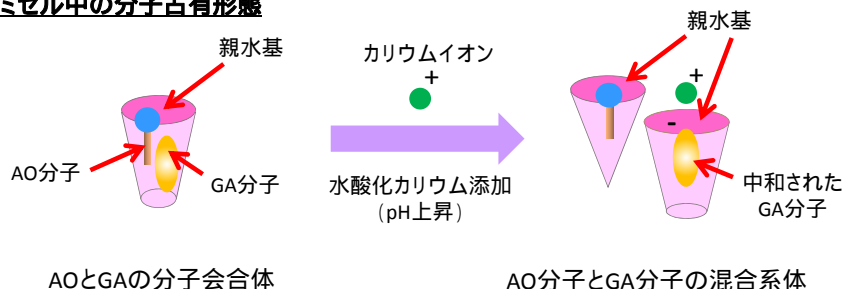 ミセル中の分子占有形態
親水基
カリウムイオン
+
親水基
+
-
AO分子
GA分子
水酸化カリウム添加
(pH上昇)
中和された
GA分子
AOとGAの分子会合体
AO分子とGA分子の混合系体